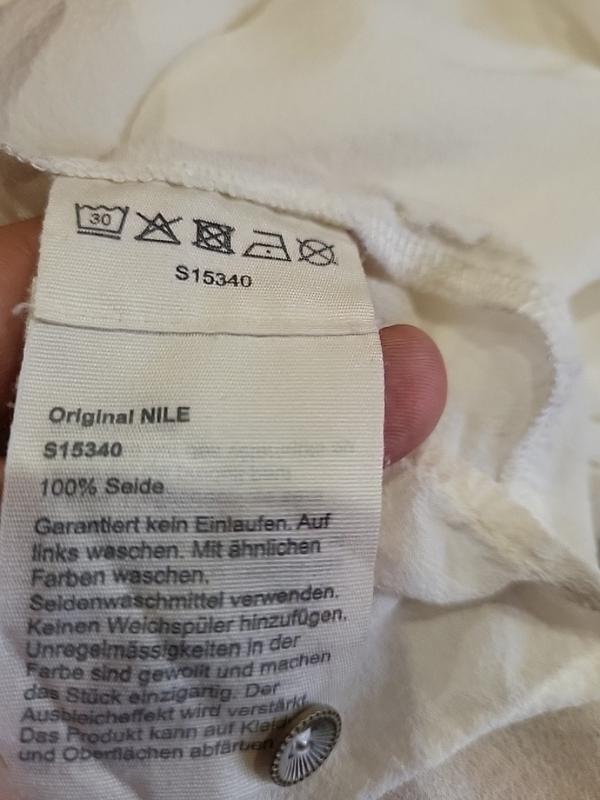 30
S15340
Original NILE
S15340
100% Seide
Garantiert kein Einlaufen. Auf
links waschen. Mit ähnlichen
Farben waschen.
Seidenwaschmittel verwenden.
Keinen Weichspüler hinzufügen.
Unregelmässigkeiten in der
Farbe sind gewollt und machen
das Stück einzigartig. Der
Ausbleicheffekt wird verstärkt.
Das Produkt kann auf
und Oberflächen abfärben